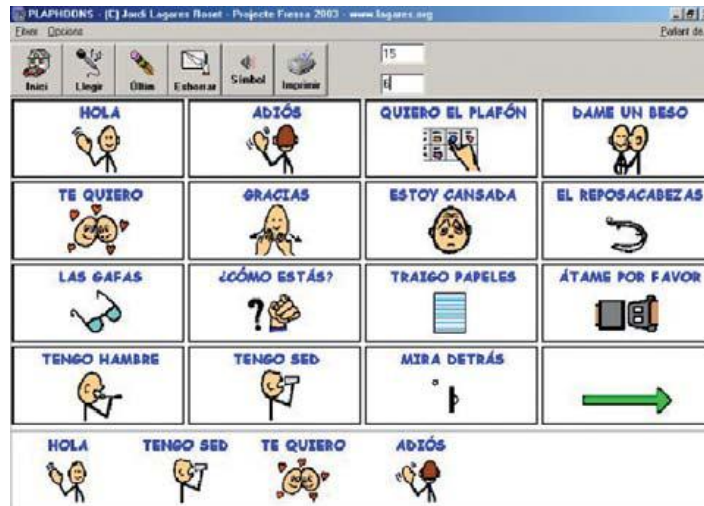 PLAPHOONS - (C) Jordi Lagares Roset - Projecte Fressa 2003 - www.lagares.org
Fitxer Opcions
Parlant de
15
6
Inici Llegir Últim Esborrar Símbol Imprimir
HOLA ADIÓS QUIERO EL PLAFÓN DAME UN BESO
TE QUIERO GRACIAS ESTOY CANSADA EL REPOSACABEZAS
LAS GAFAS ¿CÓMO ESTÁS? TRAIGO PAPELES ÁTAME POR FAVOR
TENGO HAMBRE TENGO SED MIRA DETRÁS
HOLA TENGO SED TE QUIERO ADIÓS